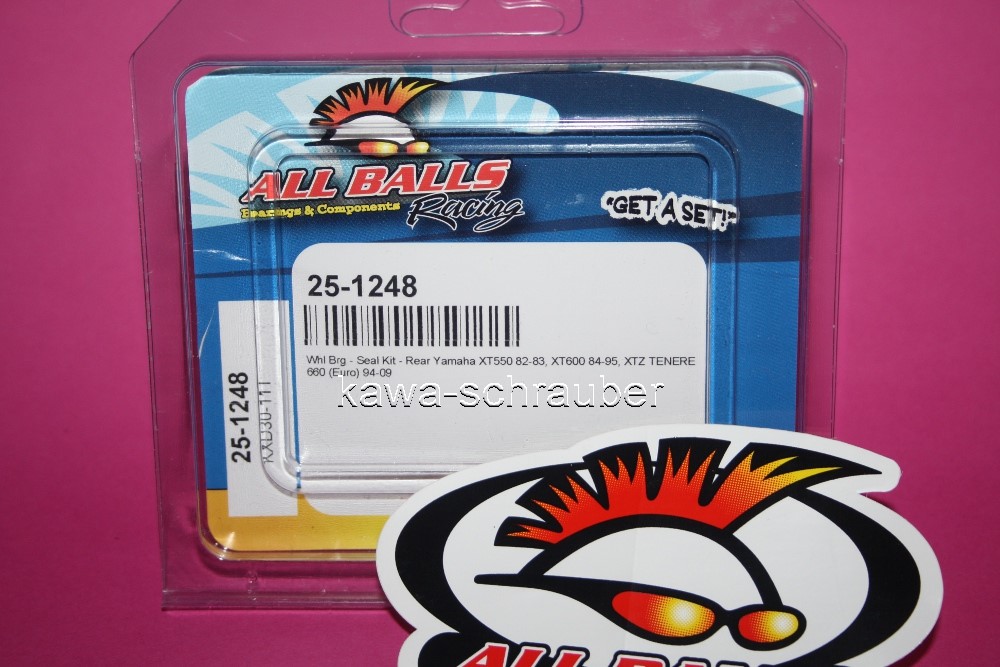 ALL BALLS
Bearings & Components
Racing
"GET A SET!"
25-1248
Whl Brg - Seal Kit - Rear Yamaha XT550 82-83, XT600 84-95, XTZ TENERE
660 (Euro) 94-09
kawa-schrauber
25-1248
ALL BALLS